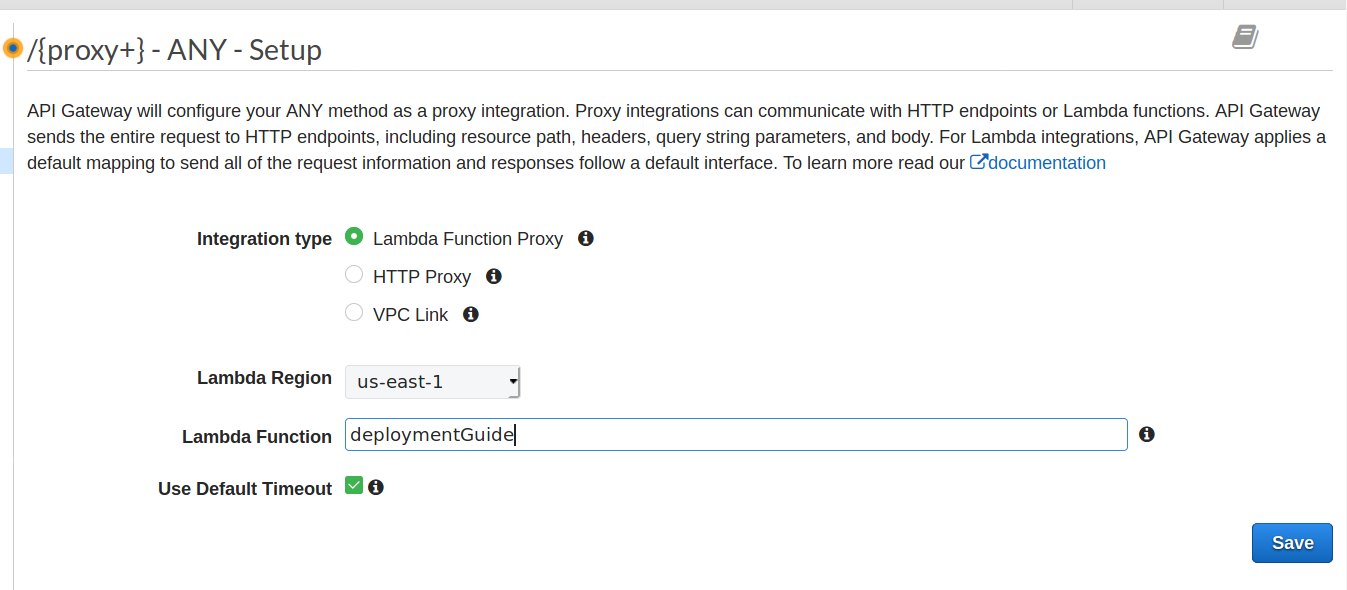 /{proxy+} - ANY - Setup
API Gateway will configure your ANY method as a proxy integration. Proxy integrations can communicate with HTTP endpoints or Lambda functions. API Gateway
sends the entire request to HTTP endpoints, including resource path, headers, query string parameters, and body. For Lambda integrations, API Gateway applies a
default mapping to send all of the request information and responses follow a default interface. To learn more read our documentation
Integration type Lambda Function Proxy
HTTP Proxy
VPC Link
Lambda Region us-east-1
Lambda Function deploymentGuide
Use Default Timeout
Save